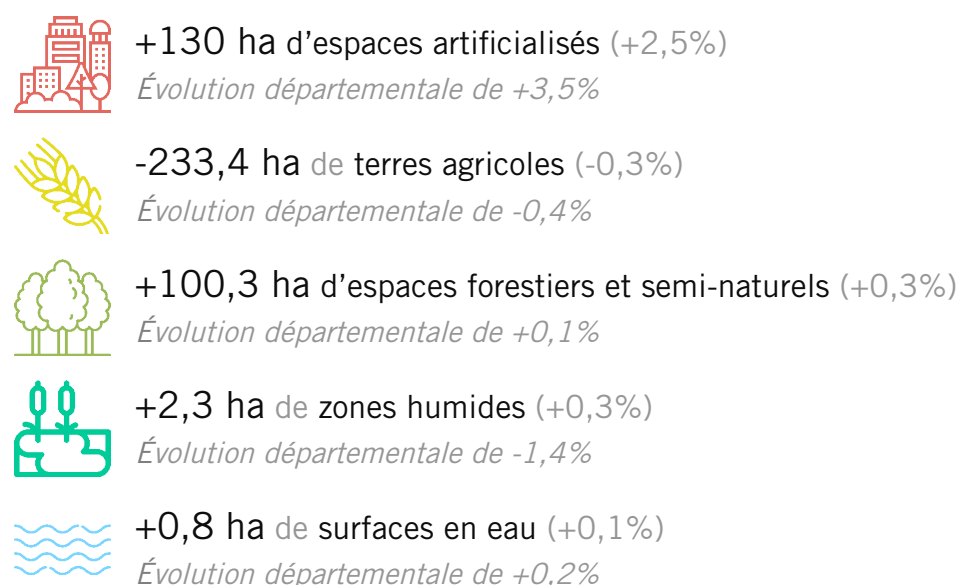 +130 ha d’espaces artificialisés (+2,5%)
Évolution départementale de +3,5%
-233,4 ha de terres agricoles (-0,3%)
Évolution départementale de -0,4%
+100,3 ha d’espaces forestiers et semi-naturels (+0,3%)
Évolution départementale de +0,1%
+2,3 ha de zones humides (+0,3%)
Évolution départementale de -1,4%
+0,8 ha de surfaces en eau (+0,1%)
Évolution départementale de +0,2%